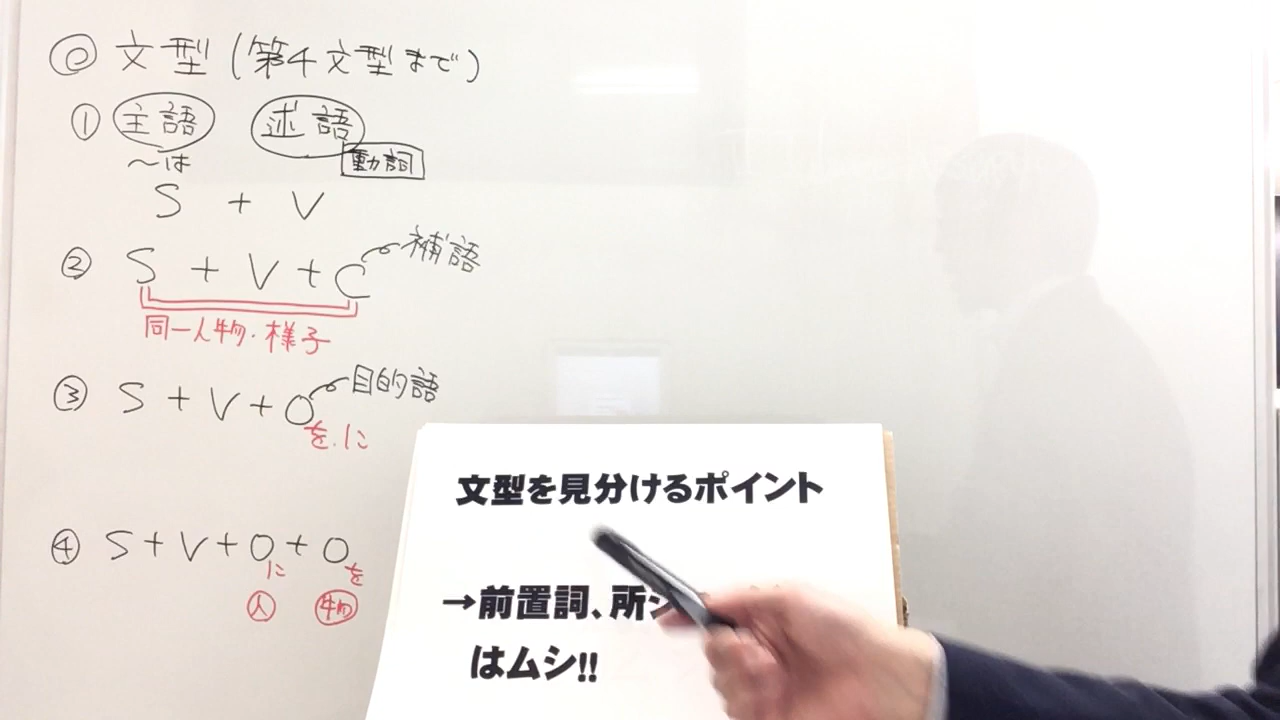 ◎文型(第4文型まで)
① 主語 述語
〜は 動詞
S + V
② S + V + C 補語
同一人物・様子
③ S + V + O 目的語
を、に
④ S + V + O + O
に を
人 物
文型を見分けるポイント
→前置詞、所
はムシ!!